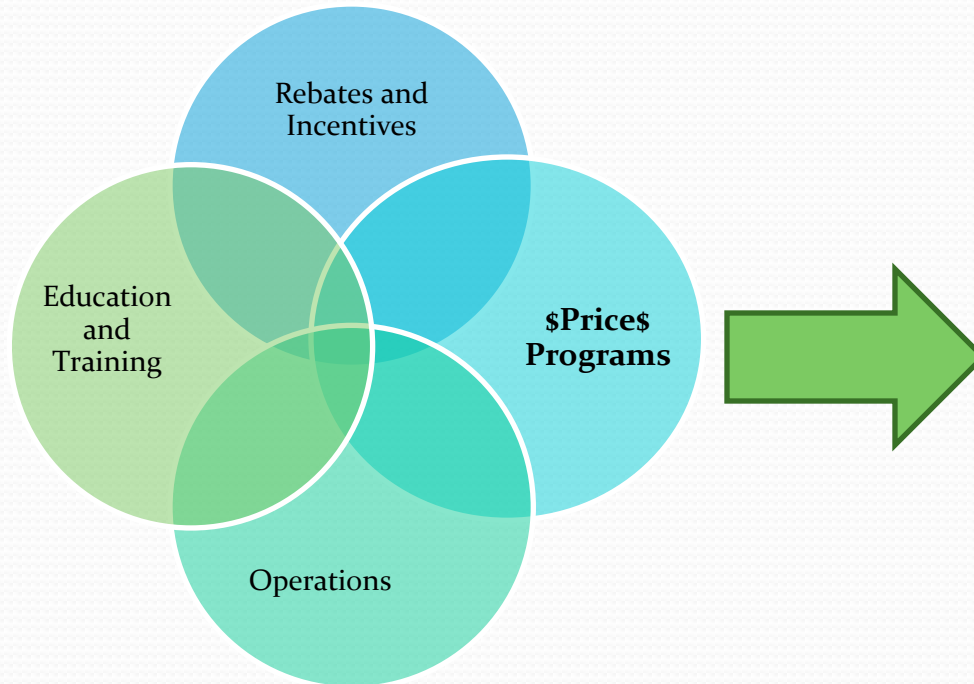 Rebates and
Incentives
Education
and
Training
$Price$
Programs
Operations